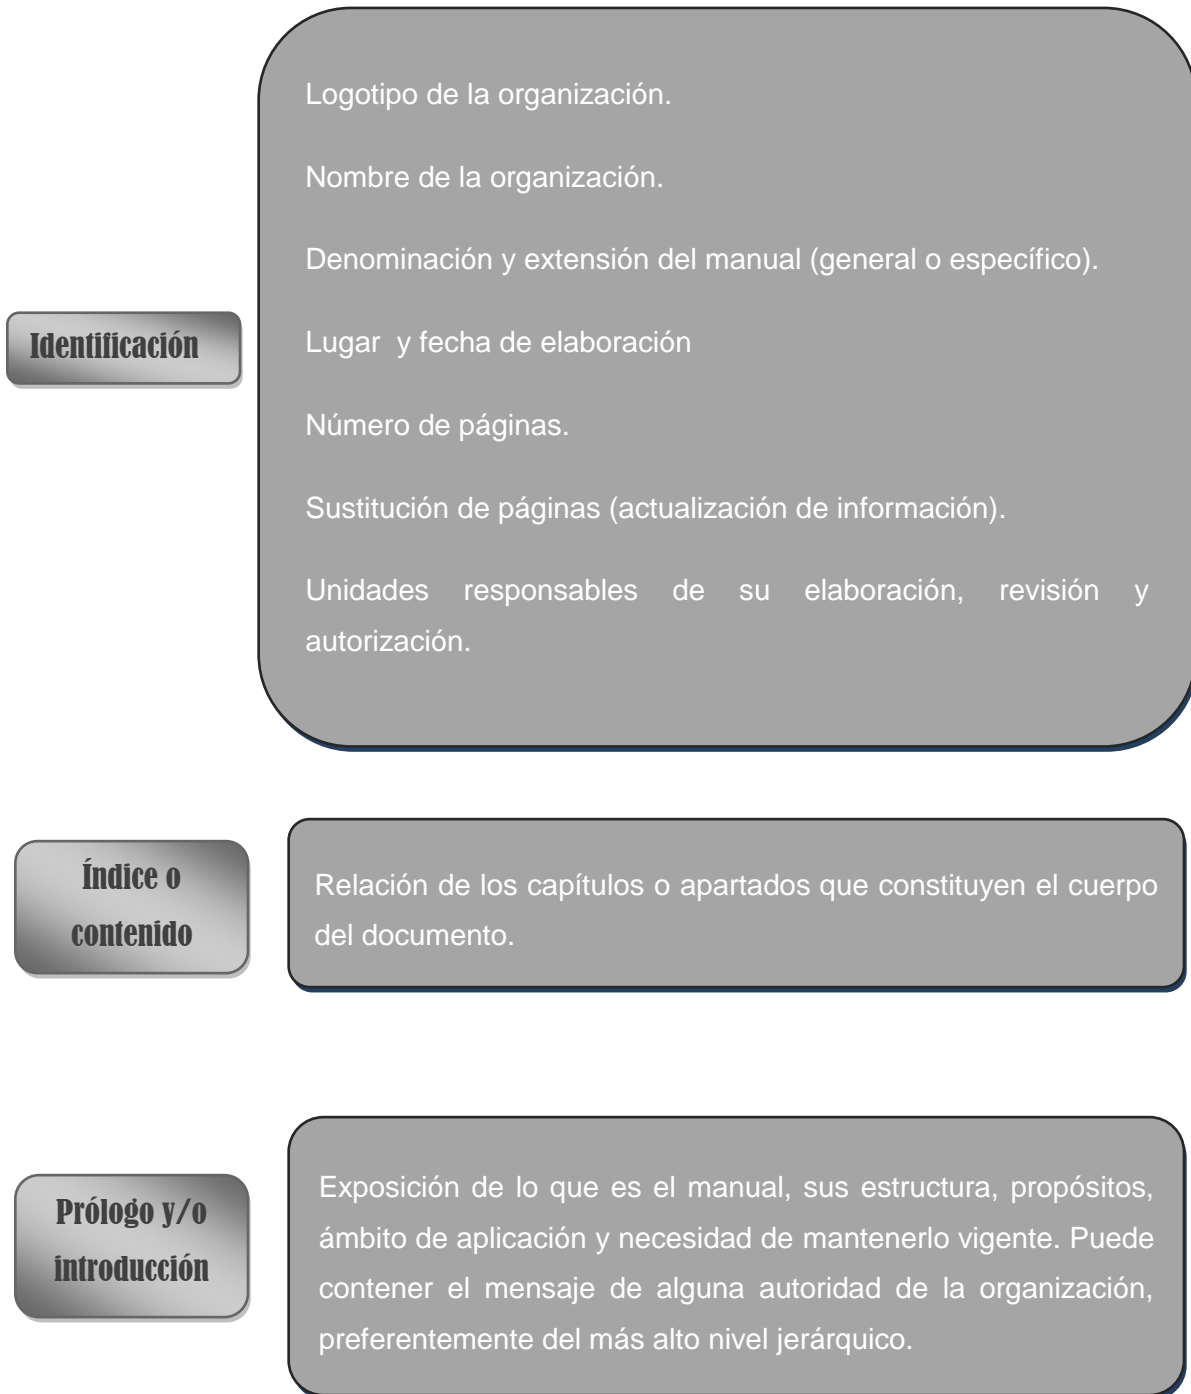 Logotipo de la organización.
Nombre de la organización.
Denominación y extensión del manual (general o específico).
Identificación
Lugar  y fecha de elaboración
Número de páginas.
Sustitución de páginas (actualización de información).
Unidades responsables de su elaboración, revisión y
autorización.
Índice o
contenido
Relación de los capítulos o apartados que constituyen el cuerpo
del documento.
Prólogo y/o
introducción
Exposición de lo que es el manual, sus estructura, propósitos,
ámbito de aplicación y necesidad de mantenerlo vigente. Puede
contener el mensaje de alguna autoridad de la organización,
preferentemente del más alto nivel jerárquico.